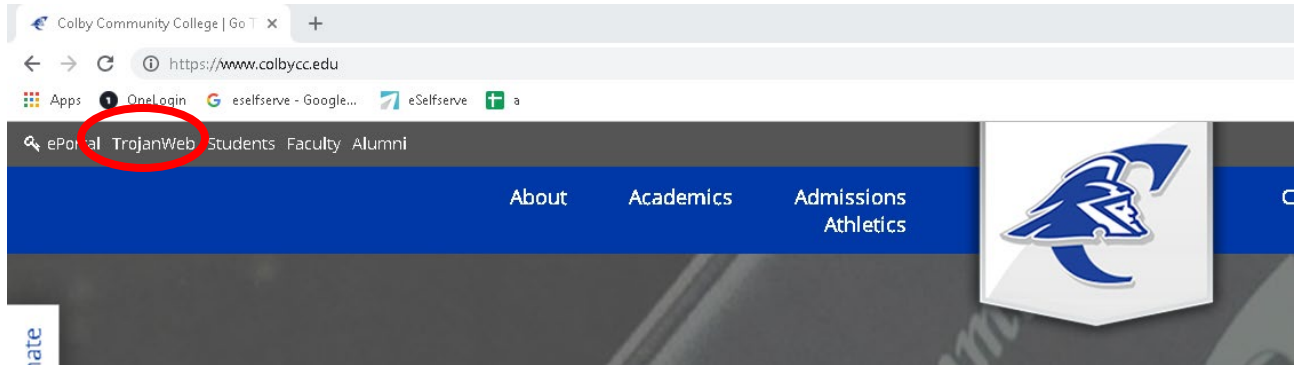 Colby Community College | Go T
https://www.colbycc.edu
Apps OneLogin eselfserve - Google... eSelfserve a
ePortal TrojanWeb Students Faculty Alumni
About Academics Admissions
Athletics